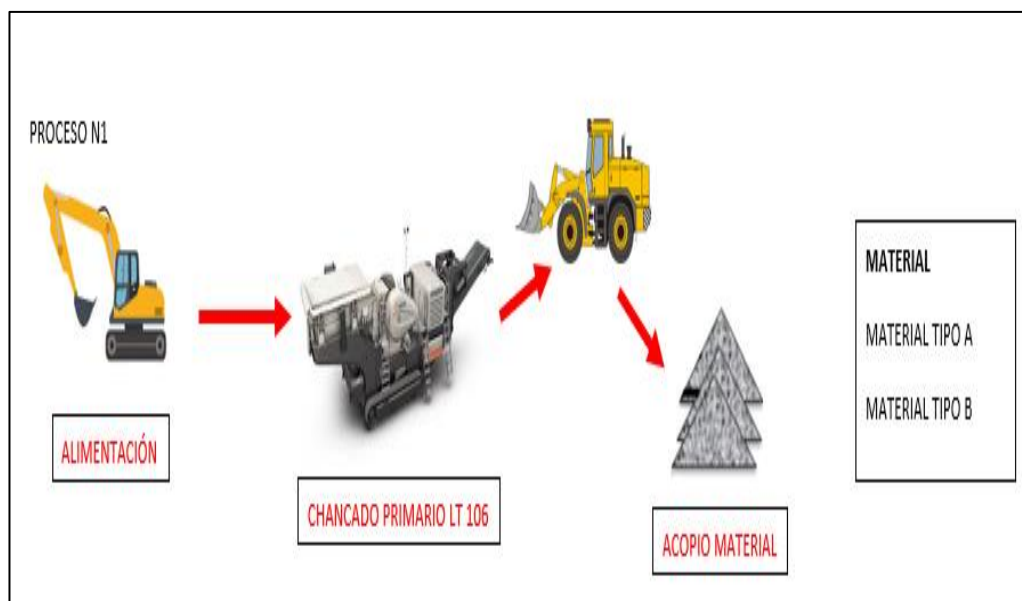 PROCESO N1
ALIMENTACIÓN
CHANCADO PRIMARIO LT 106
ACOPIO MATERIAL
MATERIAL
MATERIAL TIPO A
MATERIAL TIPO B